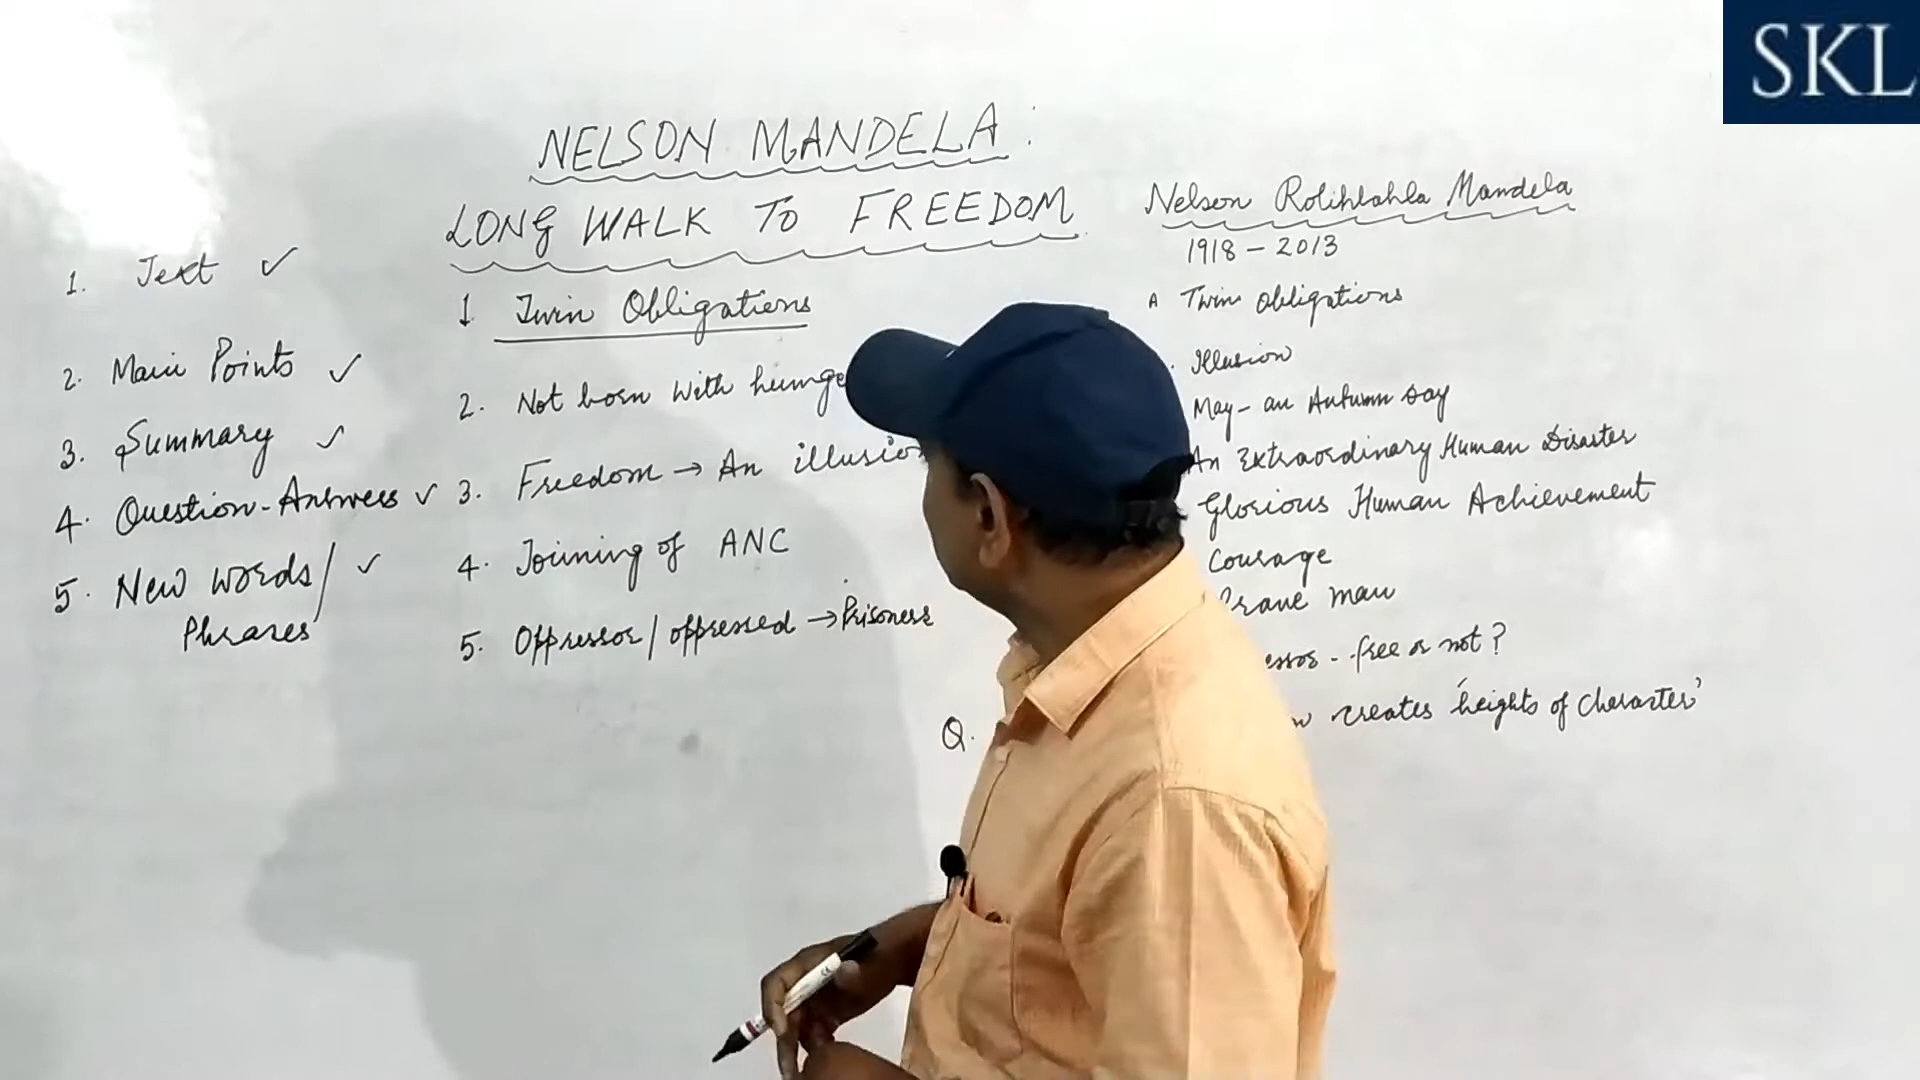 SKL
NELSON MANDELA:
LONG WALK TO FREEDOM
1. Text ✓
2. Main Points ✓
3. Summary ✓
4. Question-Answers ✓
5. New words/ ✓
Phrases
1 Twin Obligations
2. Not born with
3. Freedom → An illusion
4. Joining of ANC
5. Oppressor/oppressed → Prisoners
Nelson Rolihlahla Mandela
1918-2013
A Twin obligations
Illusion
May - an Autumn Day
An Extraordinary Human Disaster
Glorious Human Achievement
Courage
man
- free or not?
Q. creates 'heights of character'